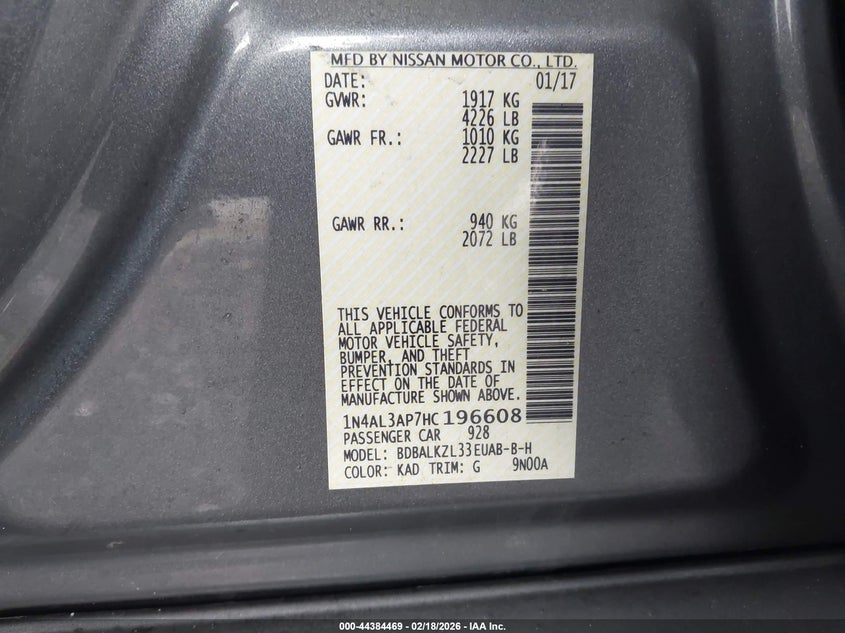 MFD BY NISSAN MOTOR CO., LTD.
DATE: 01/17
GVWR: 1917 KG
4226 LB
GAWR FR.: 1010 KG
2227 LB
GAWR RR.: 940 KG
2072 LB
THIS VEHICLE CONFORMS TO
ALL APPLICABLE FEDERAL
MOTOR VEHICLE SAFETY,
BUMPER, AND THEFT
PREVENTION STANDARDS IN
EFFECT ON THE DATE OF
MANUFACTURE SHOWN ABOVE.
1N4AL3AP7HC196608
PASSENGER CAR 928
MODEL: BDBALKZL33EUAB-B-H
COLOR: KAD TRIM: G 9N00A
000-44384469 - 02/18/2026 - IAA Inc.